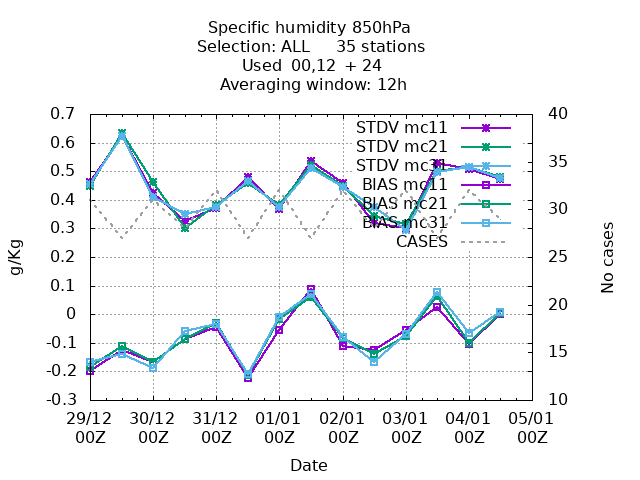 Specific humidity 850hPa
Selection: ALL 35 stations
Used 00,12 + 24
Averaging window: 12h
0.7
0.6
0.5
0.4
0.3
0.2
0.1
0
-0.1
-0.2
-0.3
g/Kg
40
35
30
25
20
15
10
No cases
STDV mc11
STDV mc21
STDV mc31
BIAS mc11
BIAS mc21
BIAS mc31
CASES
29/12 30/12 31/12 01/01 02/01 03/01 04/01 05/01
00Z 00Z 00Z 00Z 00Z 00Z 00Z 00Z
Date